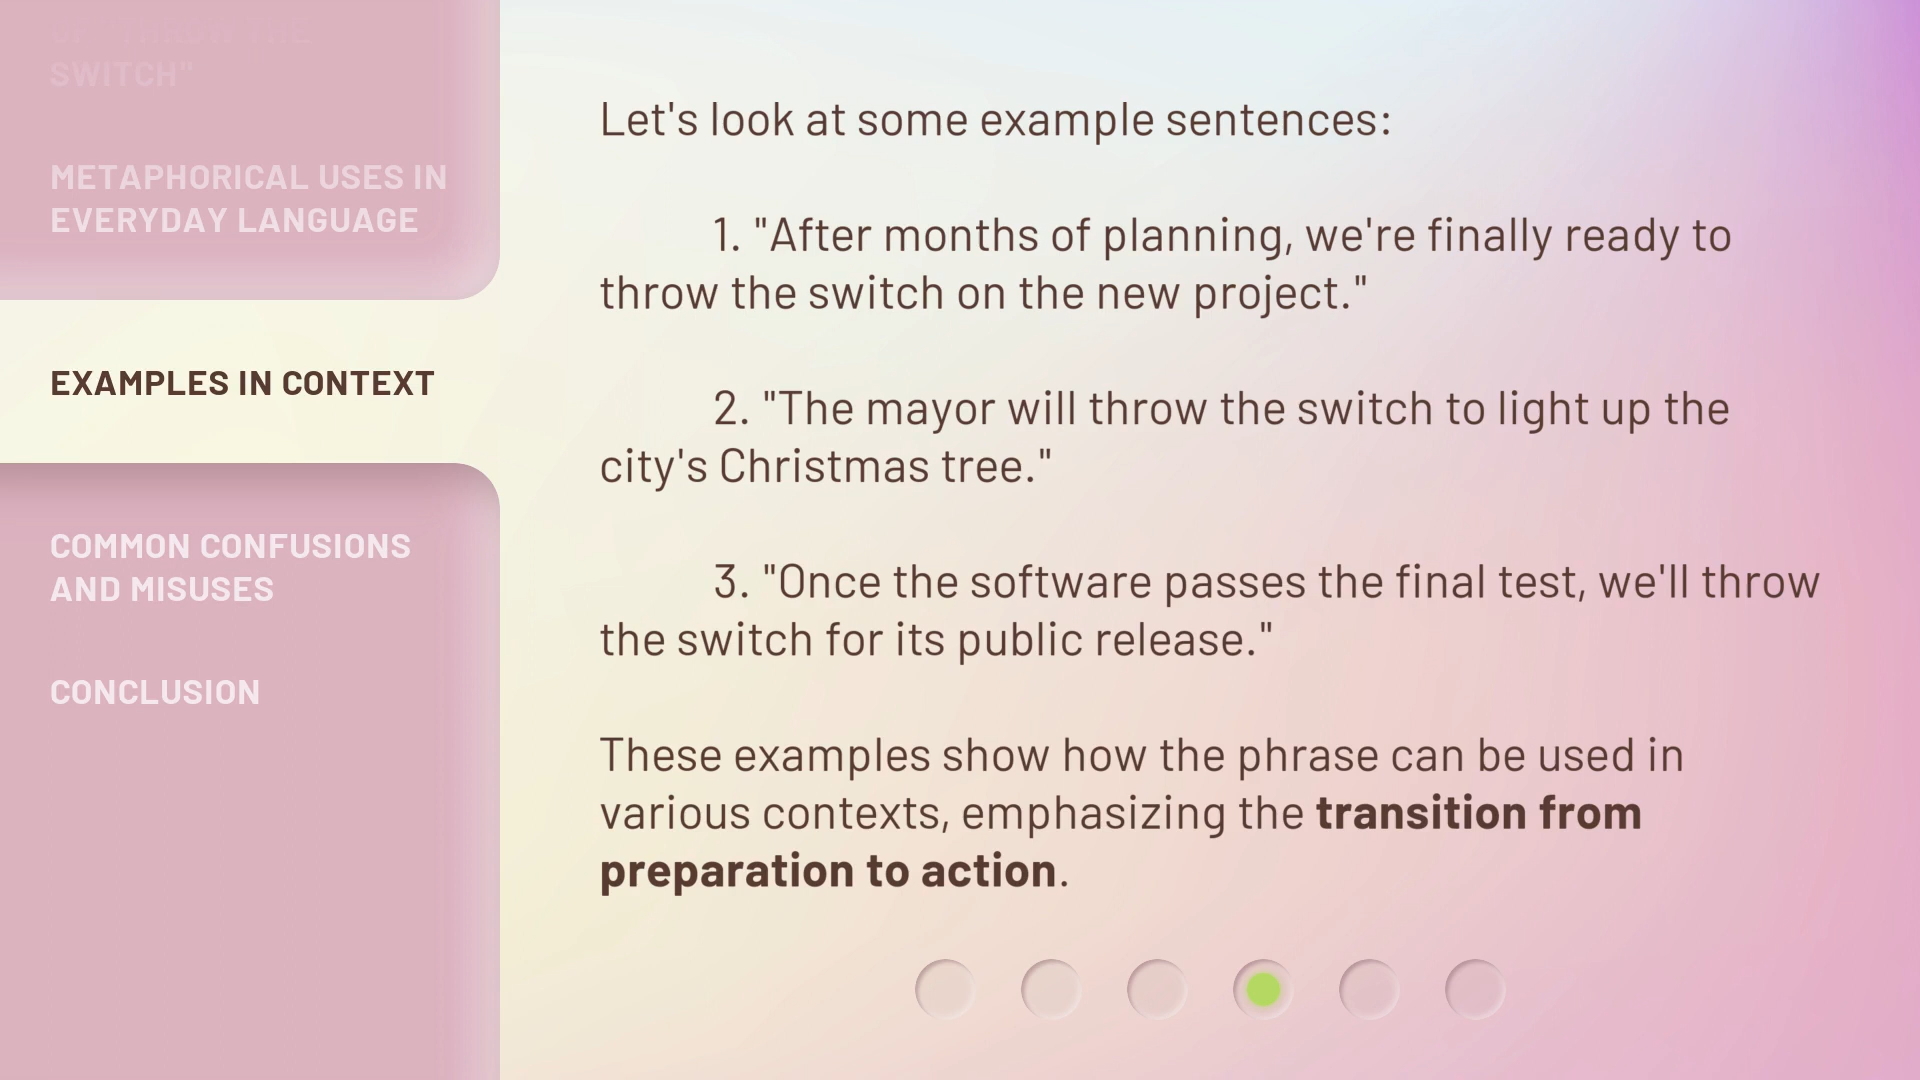 OF "THROW THE
SWITCH"
METAPHORICAL USES IN
EVERYDAY LANGUAGE
EXAMPLES IN CONTEXT
COMMON CONFUSIONS
AND MISUSES
CONCLUSION
Let's look at some example sentences:
1. "After months of planning, we're finally ready to
throw the switch on the new project."
2. "The mayor will throw the switch to light up the
city's Christmas tree."
3. "Once the software passes the final test, we'll throw
the switch for its public release."
These examples show how the phrase can be used in
various contexts, emphasizing the transition from
preparation to action.